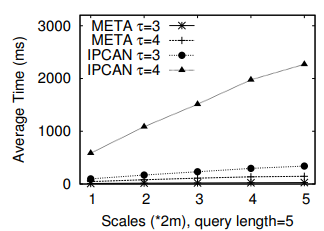 META τ=3
META τ=4
IPCAN τ=3
IPCAN τ=4
3000
2000
1000
0
Average Time (ms)
1 2 3 4 5
Scales (*2m), query length=5